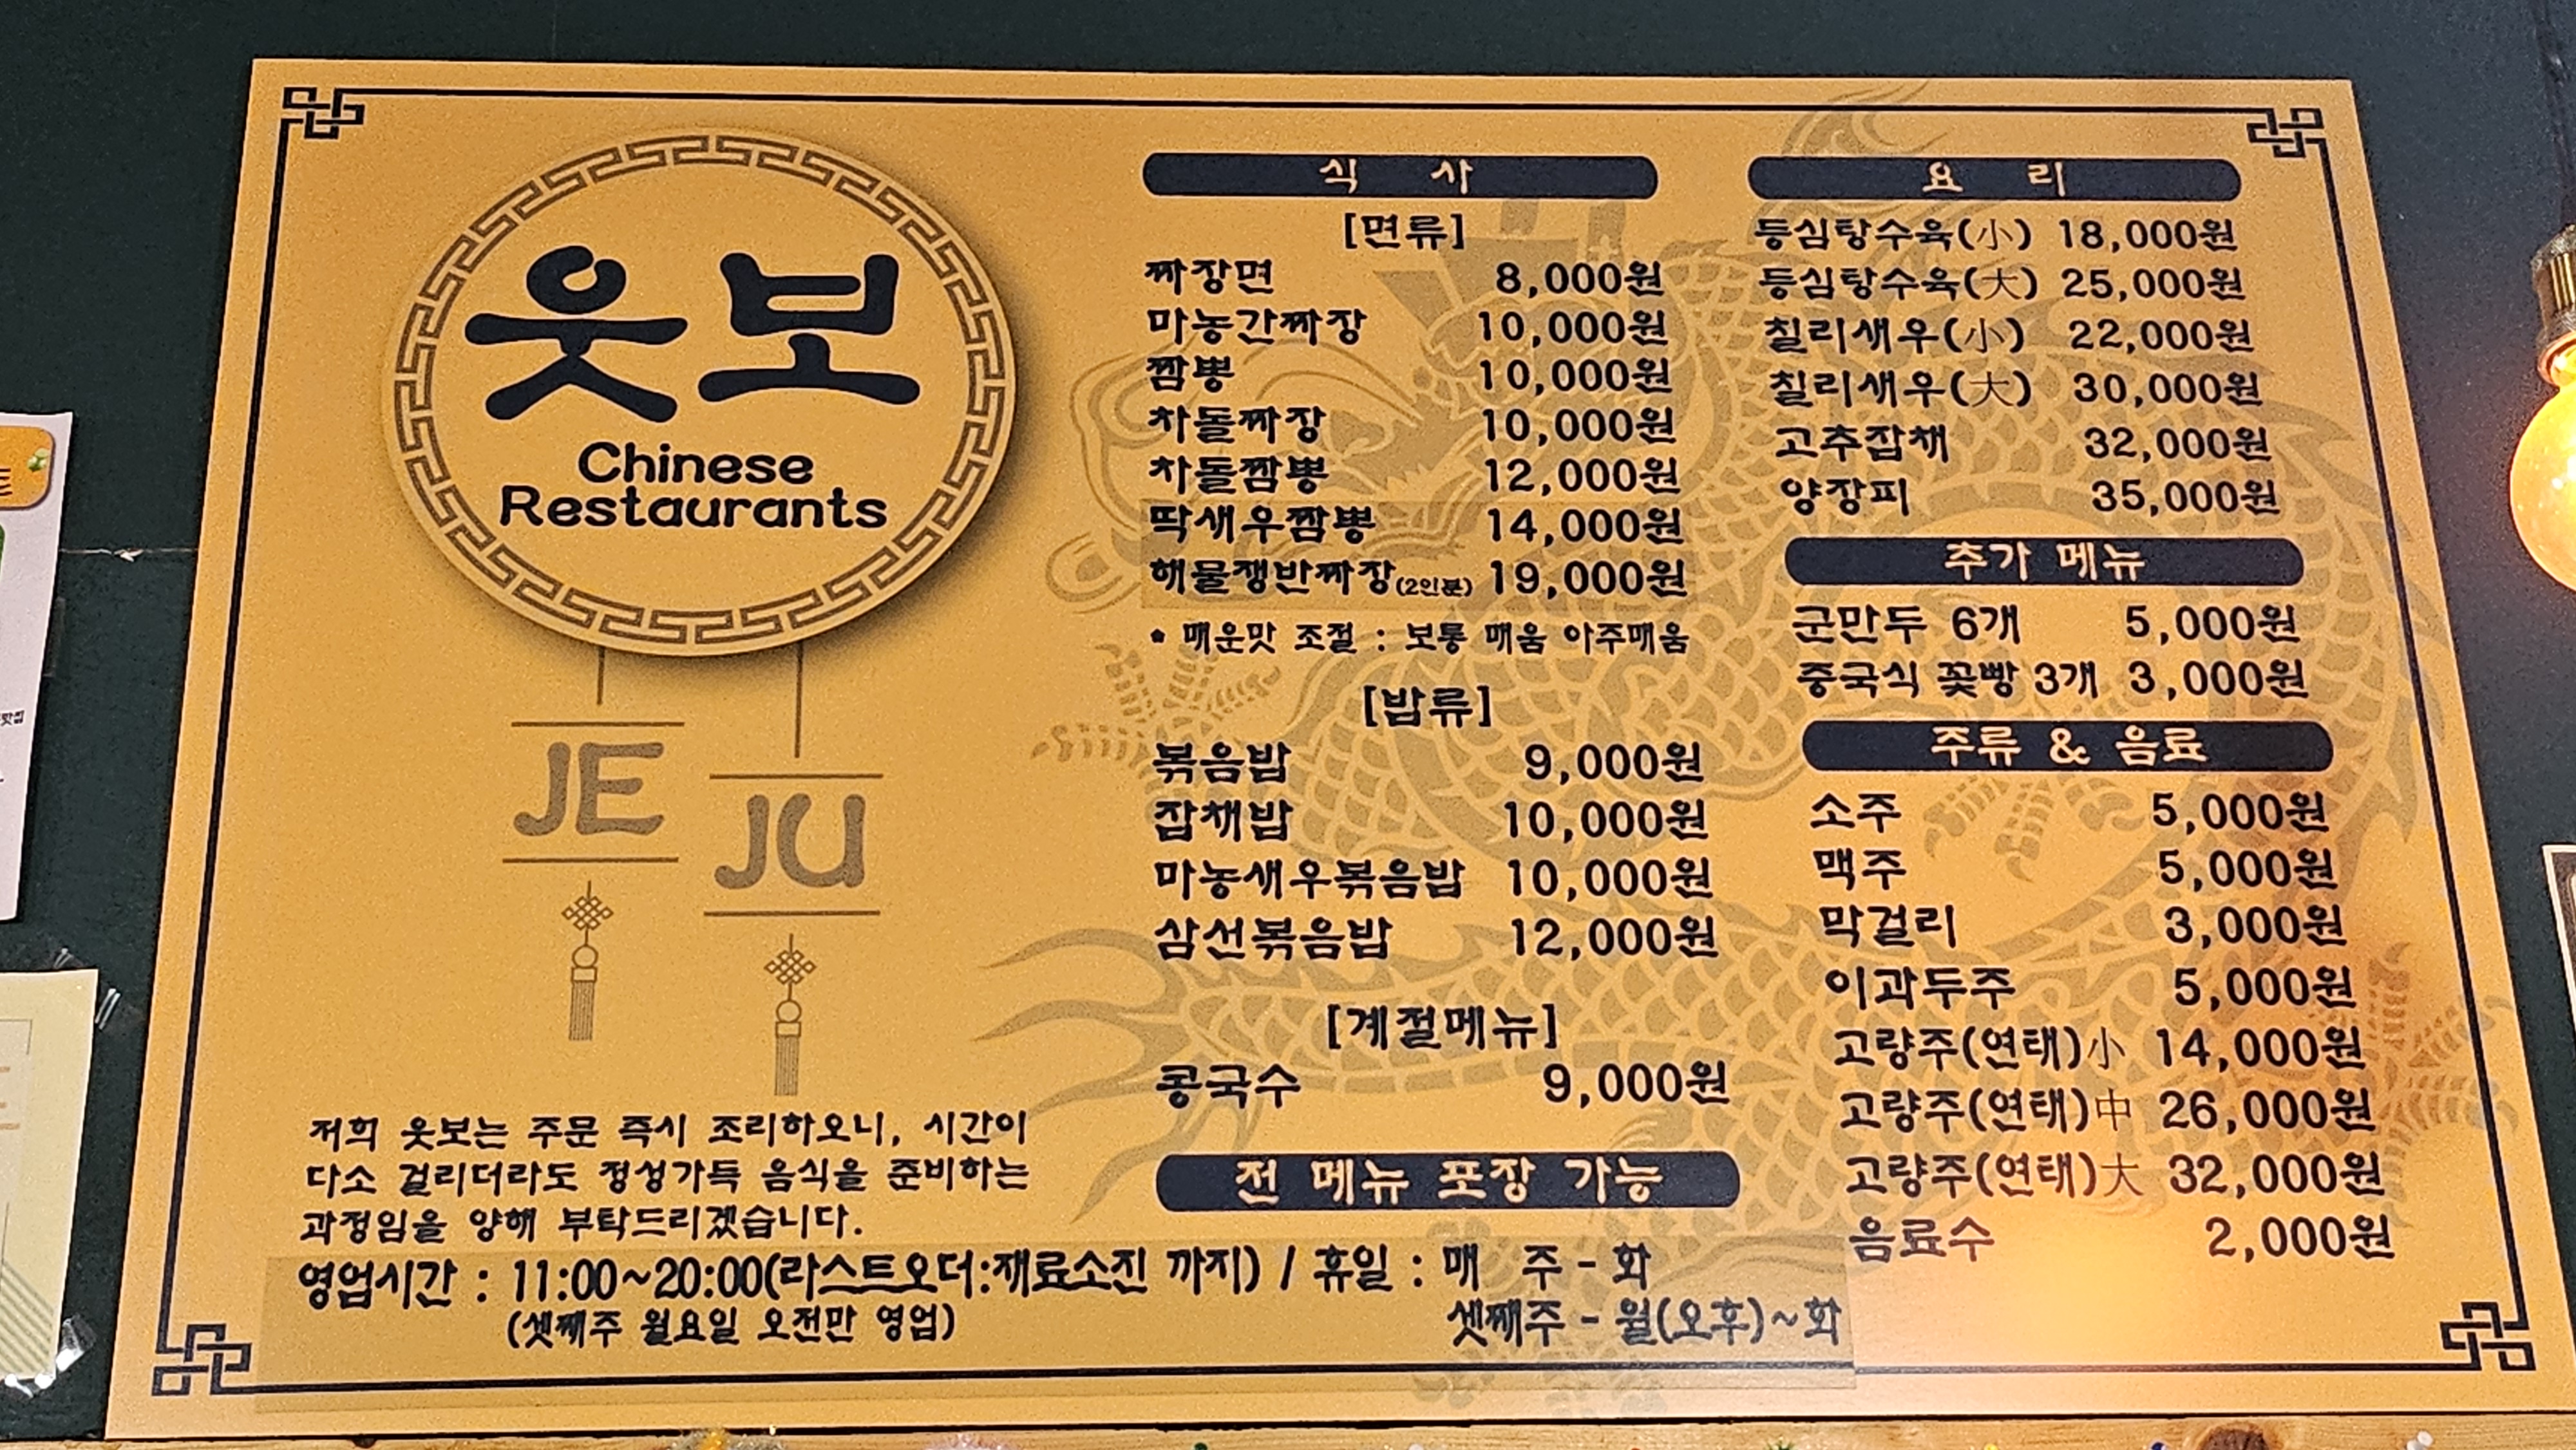 웃보
Chinese
Restaurants
JE
JU
저희 웃보는 주문 즉시 조리하오니, 시간이
다소 걸리더라도 정성가득 음식을 준비하는
과정임을 양해 부탁드리겠습니다.
식 사
[면류]
짜장면 8,000원
마농간짜장 10,000원
짬뽕 10,000원
차돌짜장 10,000원
차돌짬뽕 12,000원
딱새우짬뽕 14,000원
해물쟁반짜장(2인분) 19,000원
* 매운맛 조절 : 보통 매움 아주매움
[밥류]
볶음밥 9,000원
잡채밥 10,000원
마농새우볶음밥 10,000원
삼선볶음밥 12,000원
[계절메뉴]
콩국수 9,000원
전 메뉴 포장 가능
요 리
등심탕수육(小) 18,000원
등심탕수육(大) 25,000원
칠리새우(小) 22,000원
칠리새우(大) 30,000원
고추잡채 32,000원
양장피 35,000원
추가 메뉴
군만두 6개 5,000원
중국식 꽃빵 3개 3,000원
주류 & 음료
소주 5,000원
맥주 5,000원
막걸리 3,000원
이과두주 5,000원
고량주(연태)小 14,000원
고량주(연태)中 26,000원
고량주(연태)大 32,000원
음료수 2,000원
영업시간 : 11:00~20:00(라스트오더:재료소진 까지) / 휴일 : 매 주 - 화
(셋째주 월요일 오전만 영업) 셋째주 - 월(오후)~화
맛집